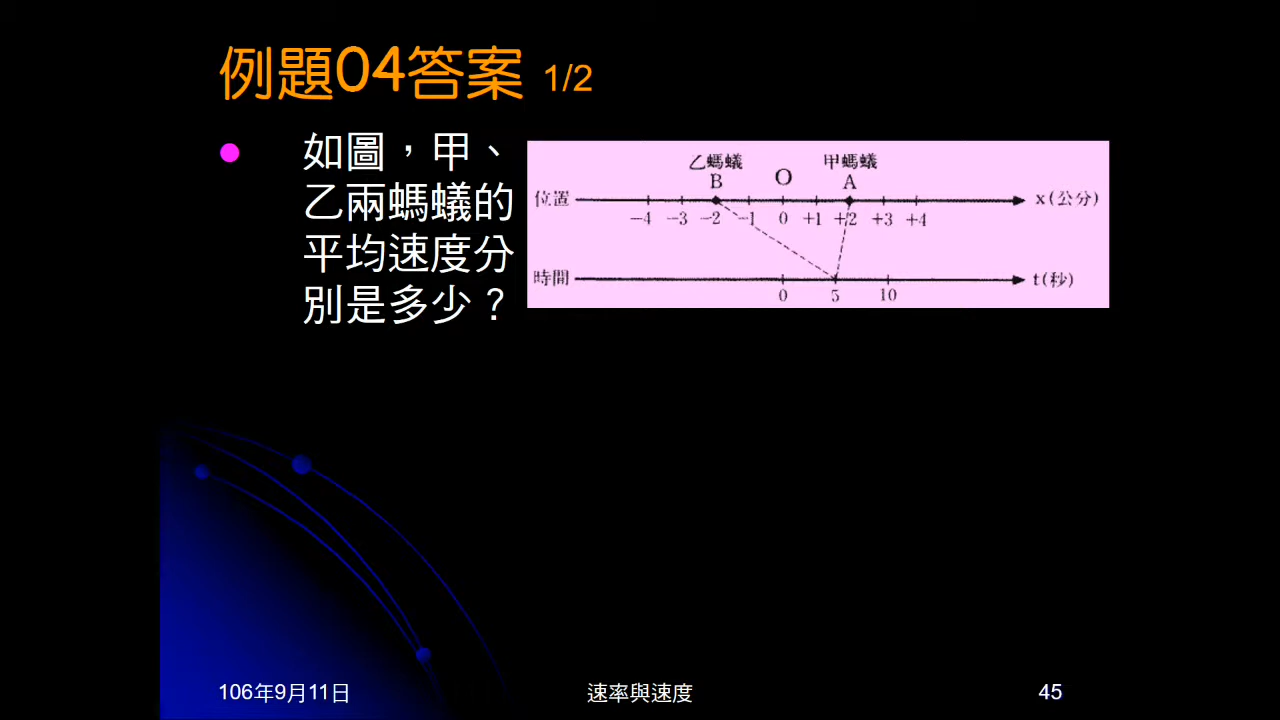 例題04答案 1/2
如圖,甲、
乙兩螞蟻的
平均速度分
別是多少?
乙螞蟻 甲螞蟻
B O A
位置 x(公分)
−4 −3 −2 −1 0 +1 +2 +3 +4
時間 t(秒)
0 5 10
106年9月11日 速率與速度 45